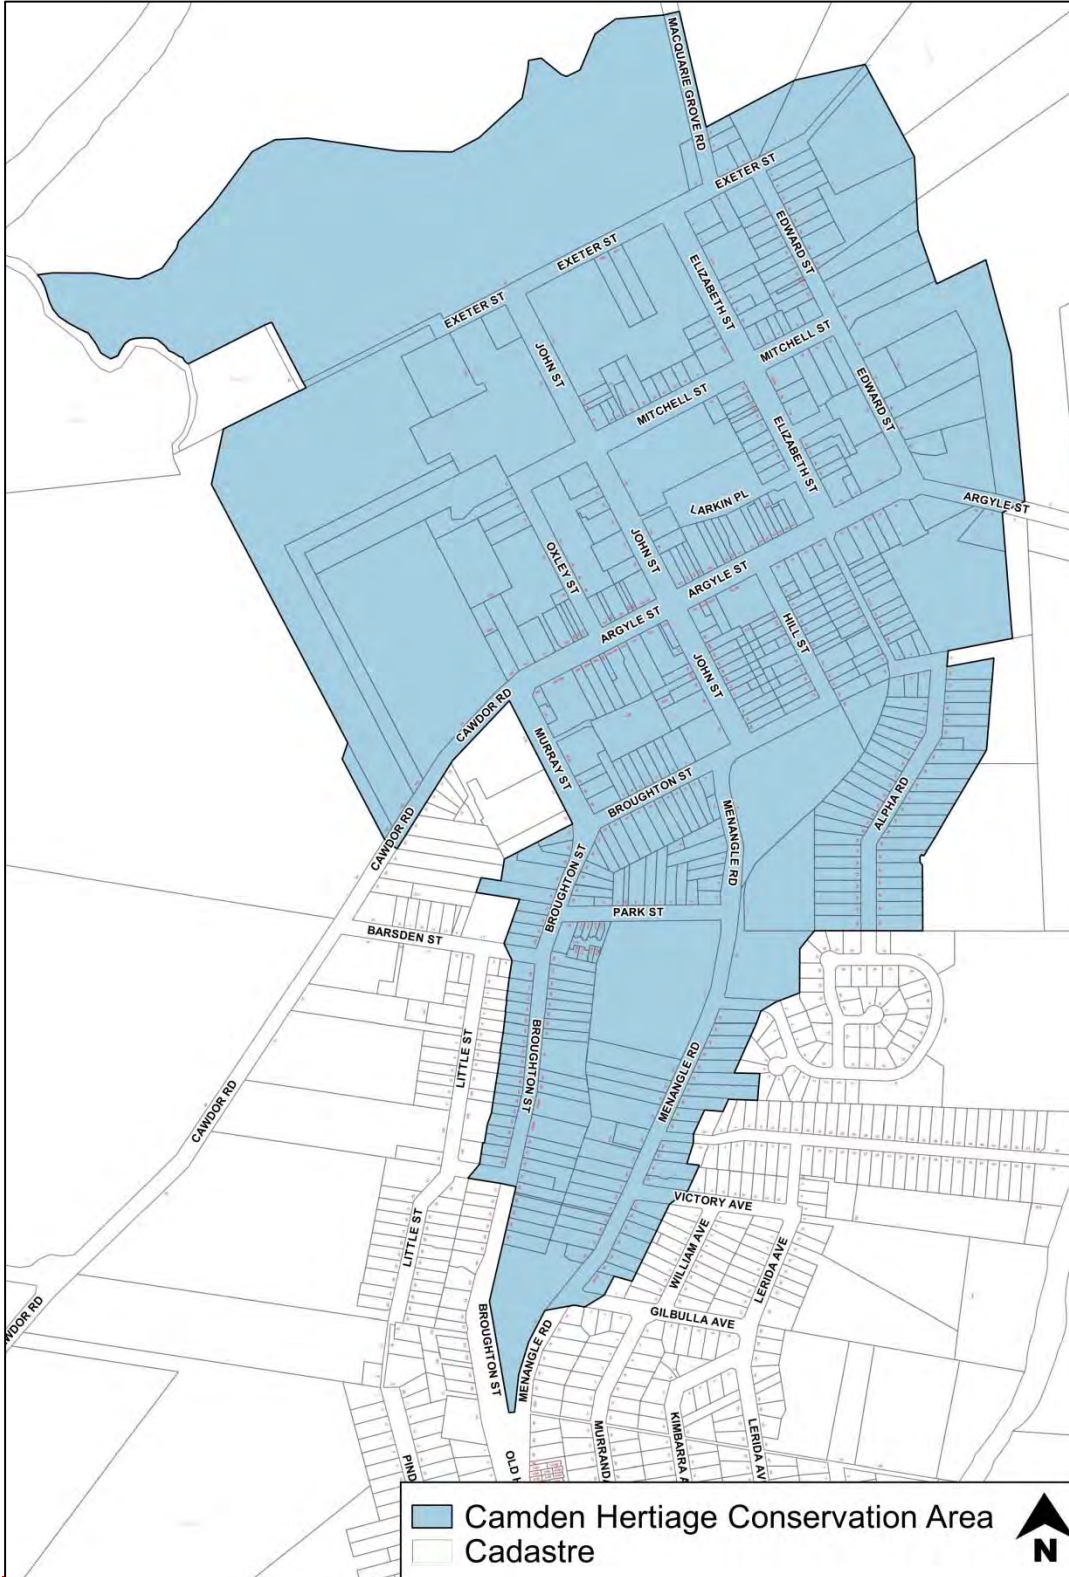 MACQUARIE GROVE RD
EXETER ST
EDWARD ST
EXETER ST
ELIZABETH ST
EXETER ST
MITCHELL ST
JOHN ST
EDWARD ST
MITCHELL ST
ELIZABETH ST
LARKIN PL
ARGYLE ST
JOHN ST
OXLEY ST
ARGYLE ST
ARGYLE ST
HILL ST
JOHN ST
CAWDOR RD
MURRAY ST
BROUGHTON ST
ALPHA RD
MENANGLE RD
CAWDOR RD
BROUGHTON ST
PARK ST
BARSDEN ST
LITTLE ST
BROUGHTON ST
MENANGLE RD
CAWDOR RD
VICTORY AVE
LITTLE ST
WILLIAM AVE
LERIDA AVE
WDOR RD
GILBULLA AVE
BROUGHTON ST
MENANGLE RD
KIMBARRA A
MURRANDA
LERIDA AV
PIND
OLD H
Camden Hertiage Conservation Area
Cadastre
N